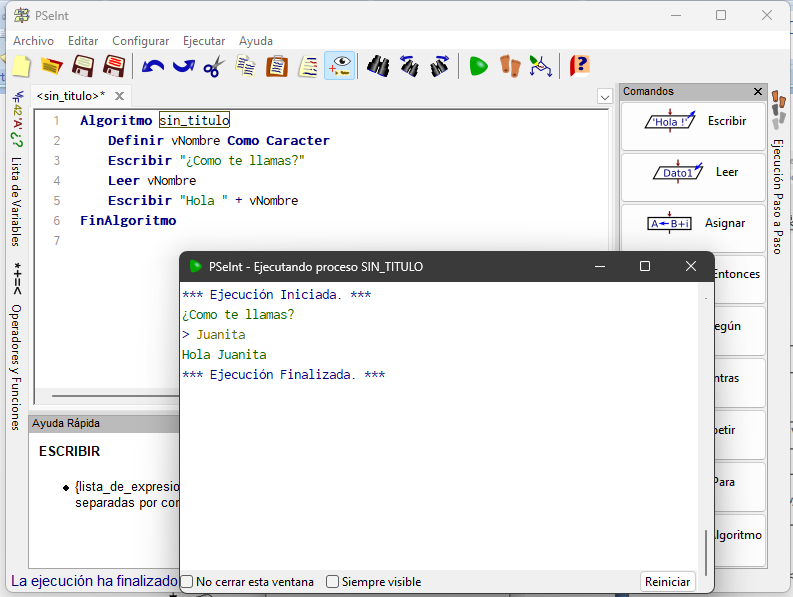 PSeInt
Archivo Editar Configurar Ejecutar Ayuda
<sin_titulo>*
1 Algoritmo sin_titulo
2 Definir vNombre Como Caracter
3 Escribir "¿Como te llamas?"
4 Leer vNombre
5 Escribir "Hola " + vNombre
6 FinAlgoritmo
7
Lista de Variables
*+=< Operadores y Funciones
Comandos
'Hola !' Escribir
Dato1 Leer
A←B+i Asignar
Entonces
egún
ntras
petir
Para
lgoritmo
Ejecución Paso a Paso
PSeInt - Ejecutando proceso SIN_TITULO
*** Ejecución Iniciada. ***
¿Como te llamas?
> Juanita
Hola Juanita
*** Ejecución Finalizada. ***
No cerrar esta ventana Siempre visible Reiniciar
Ayuda Rápida
ESCRIBIR
{lista_de_expresio
separadas por co
La ejecución ha finalizado